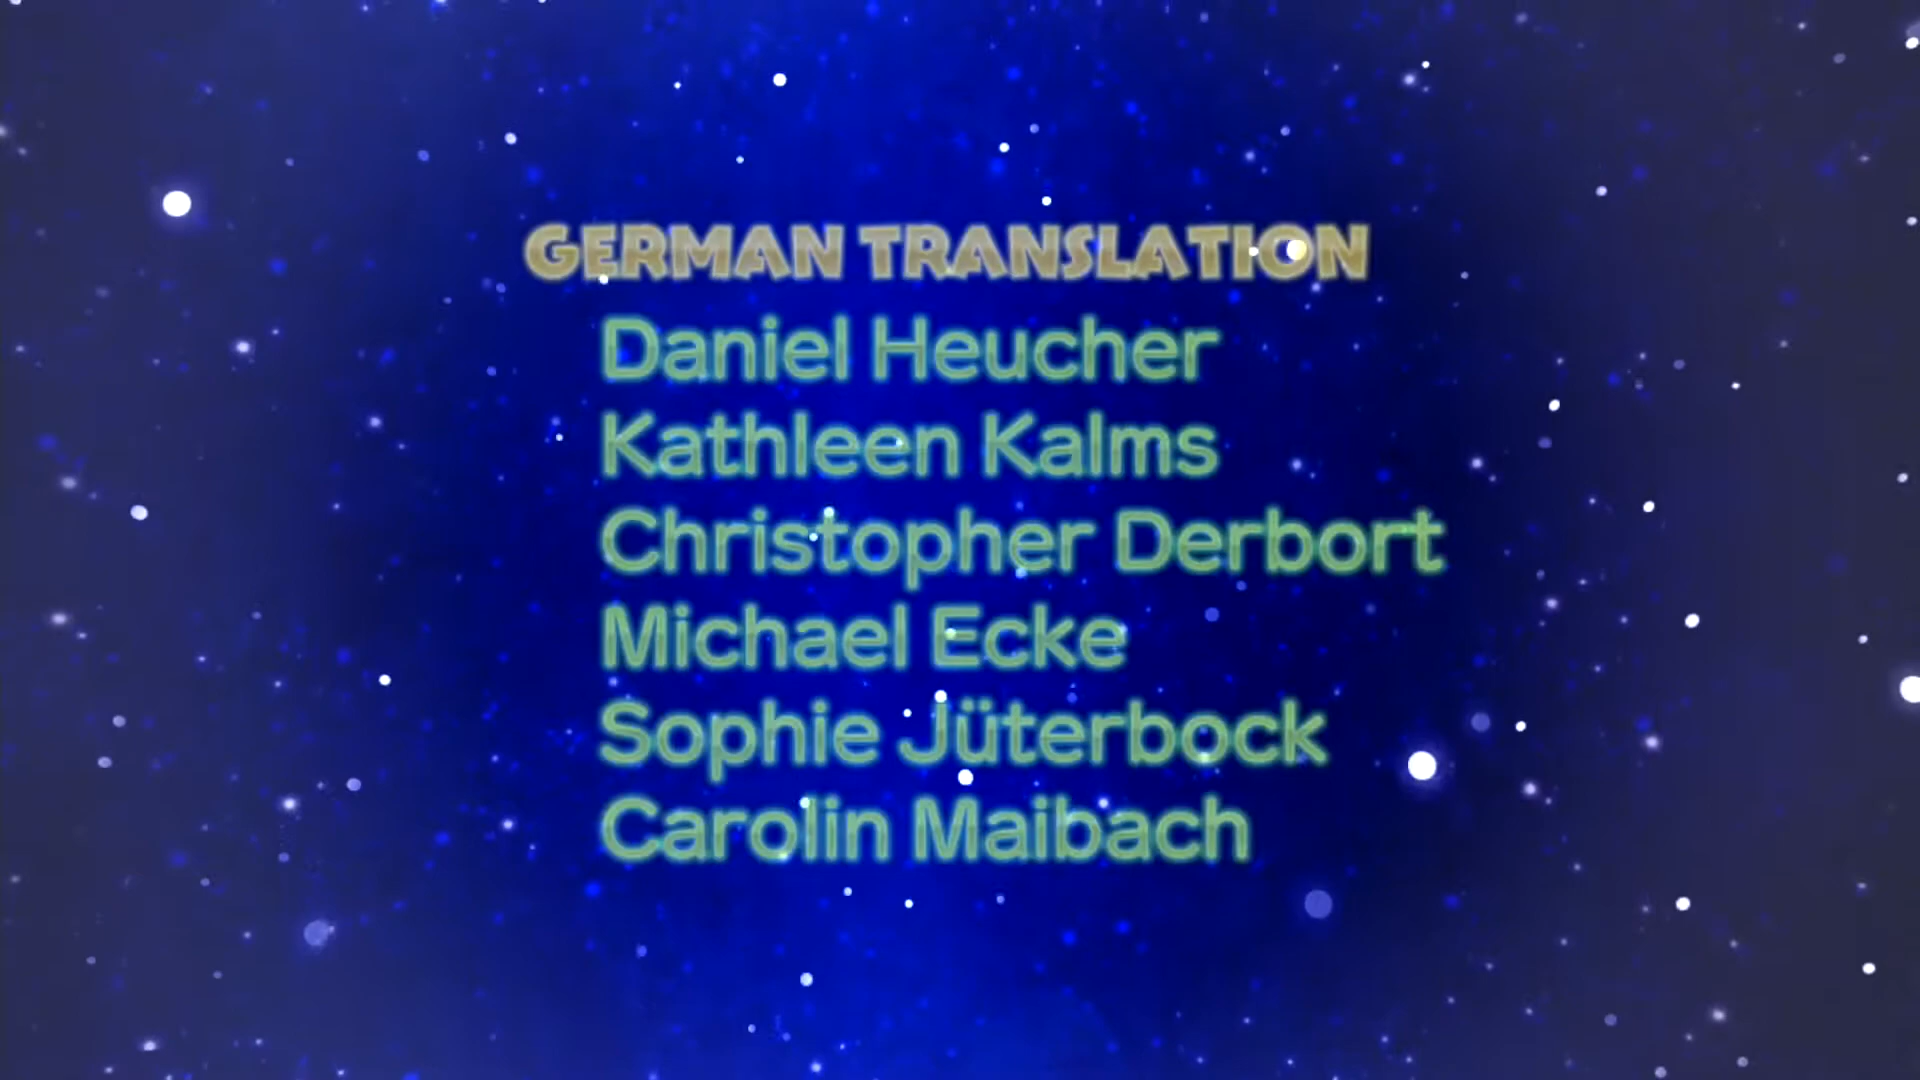 GERMAN TRANSLATION
Daniel Heucher
Kathleen Kalms
Christopher Derbort
Michael Ecke
Sophie Jüterbock
Carolin Maibach